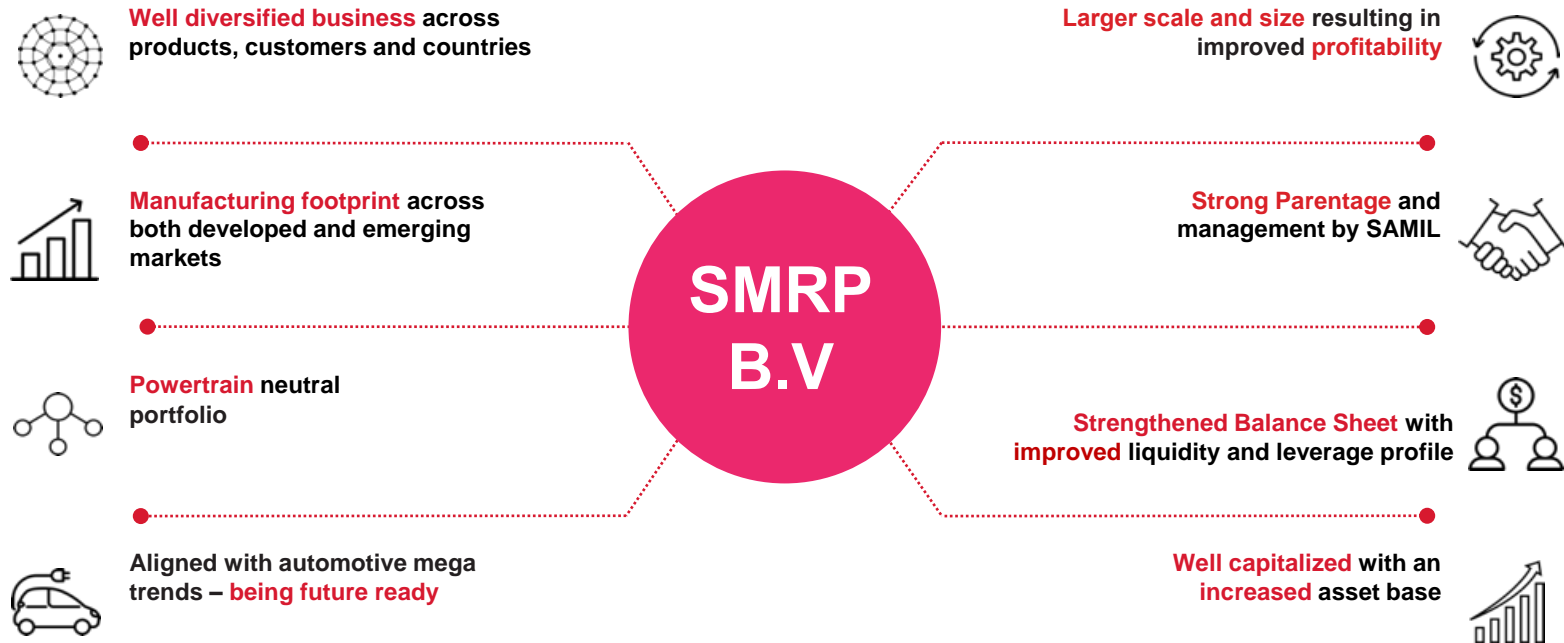 Well diversified business across
products, customers and countries
Manufacturing footprint across
both developed and emerging
markets
Powertrain neutral
portfolio
Aligned with automotive mega
trends – being future ready
SMRP
B.V
Larger scale and size resulting in
improved profitability
Strong Parentage and
management by SAMIL
$
Strengthened Balance Sheet with
improved liquidity and leverage profile
Well capitalized with an
increased asset base